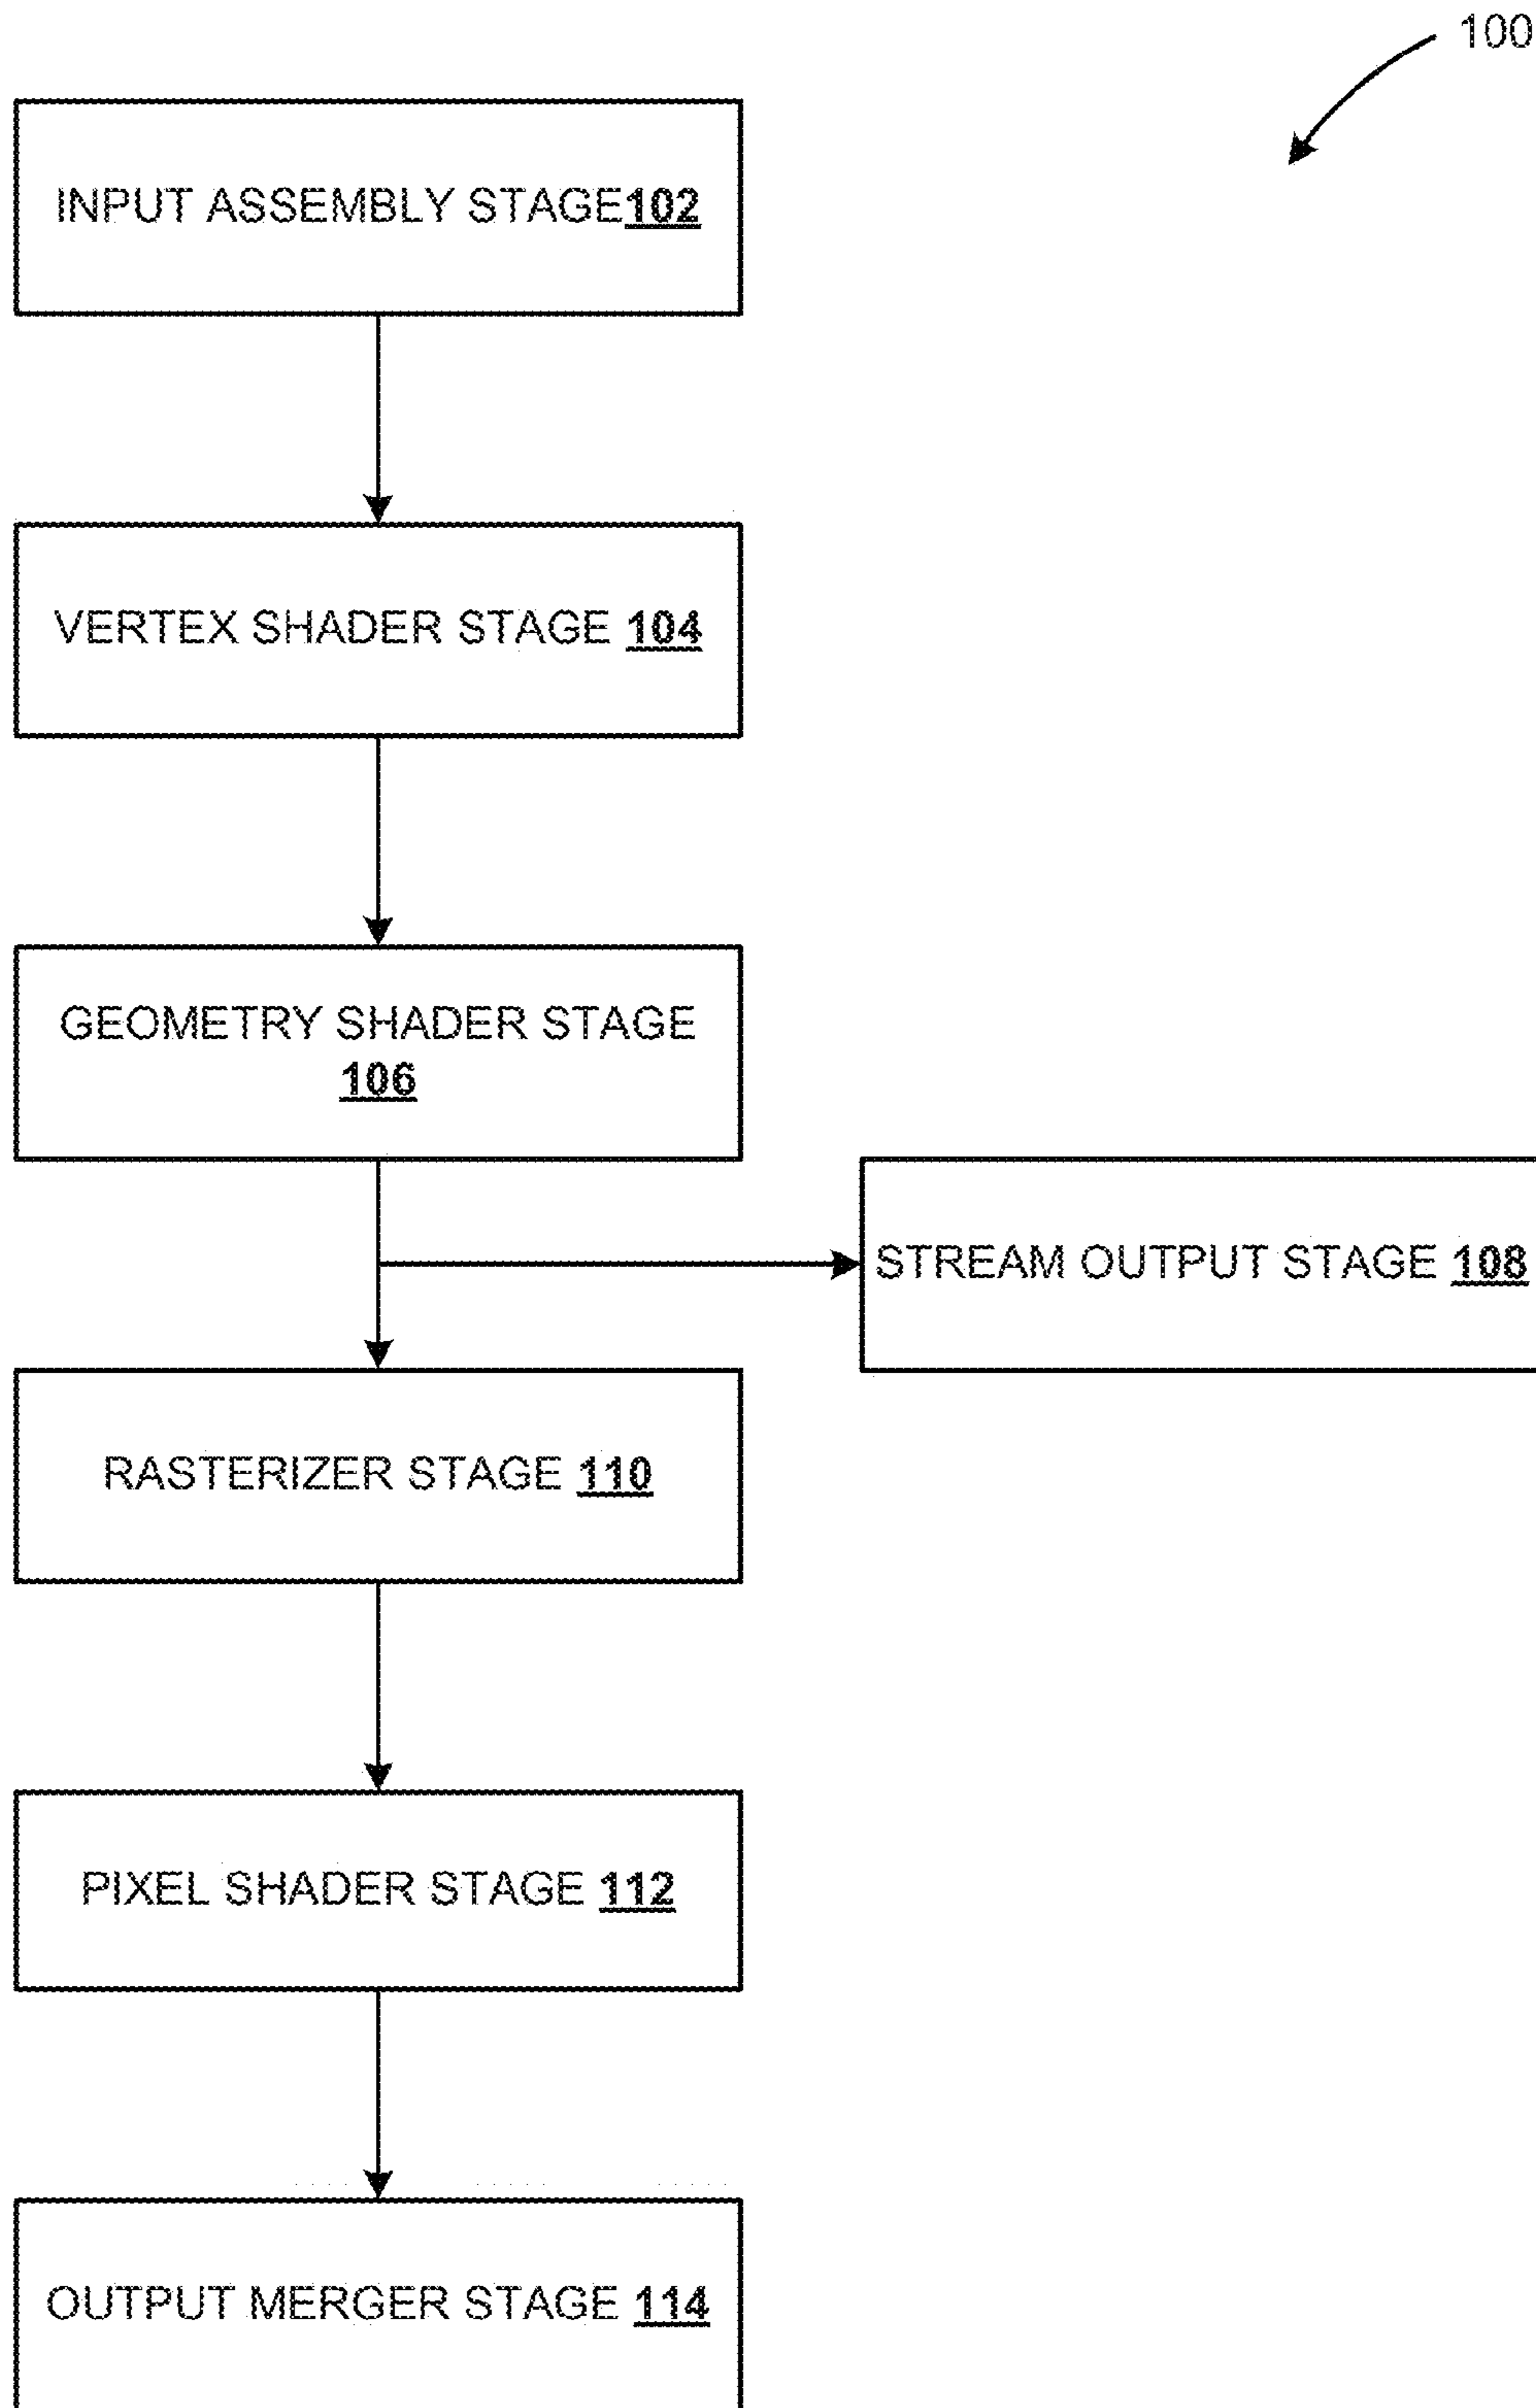 100
INPUT ASSEMBLY STAGE102
VERTEX SHADER STAGE 104
GEOMETRY SHADER STAGE
106
STREAM OUTPUT STAGE 108
RASTERIZER STAGE 110
PIXEL SHADER STAGE 112
OUTPUT MERGER STAGE 114